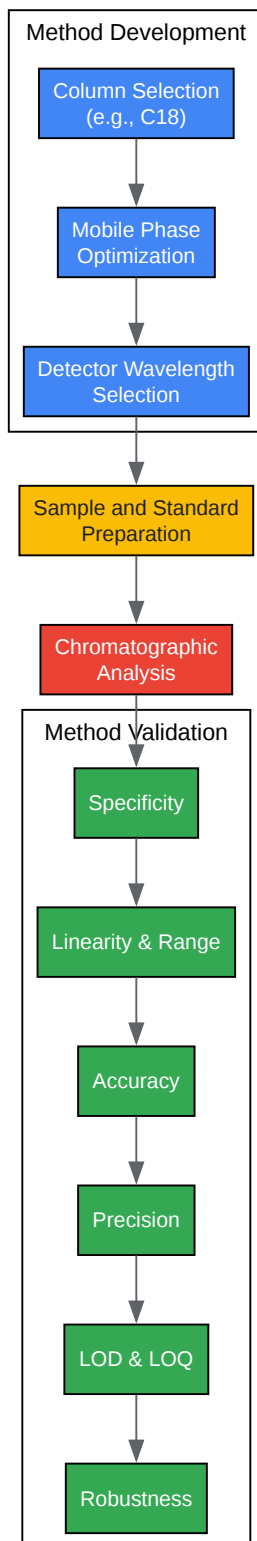 Method Development
Column Selection
(e.g., C18)
Mobile Phase
Optimization
Detector Wavelength
Selection
Sample and Standard
Preparation
Chromatographic
Analysis
Method Validation
Specificity
Linearity & Range
Accuracy
Precision
LOD & LOQ
Robustness